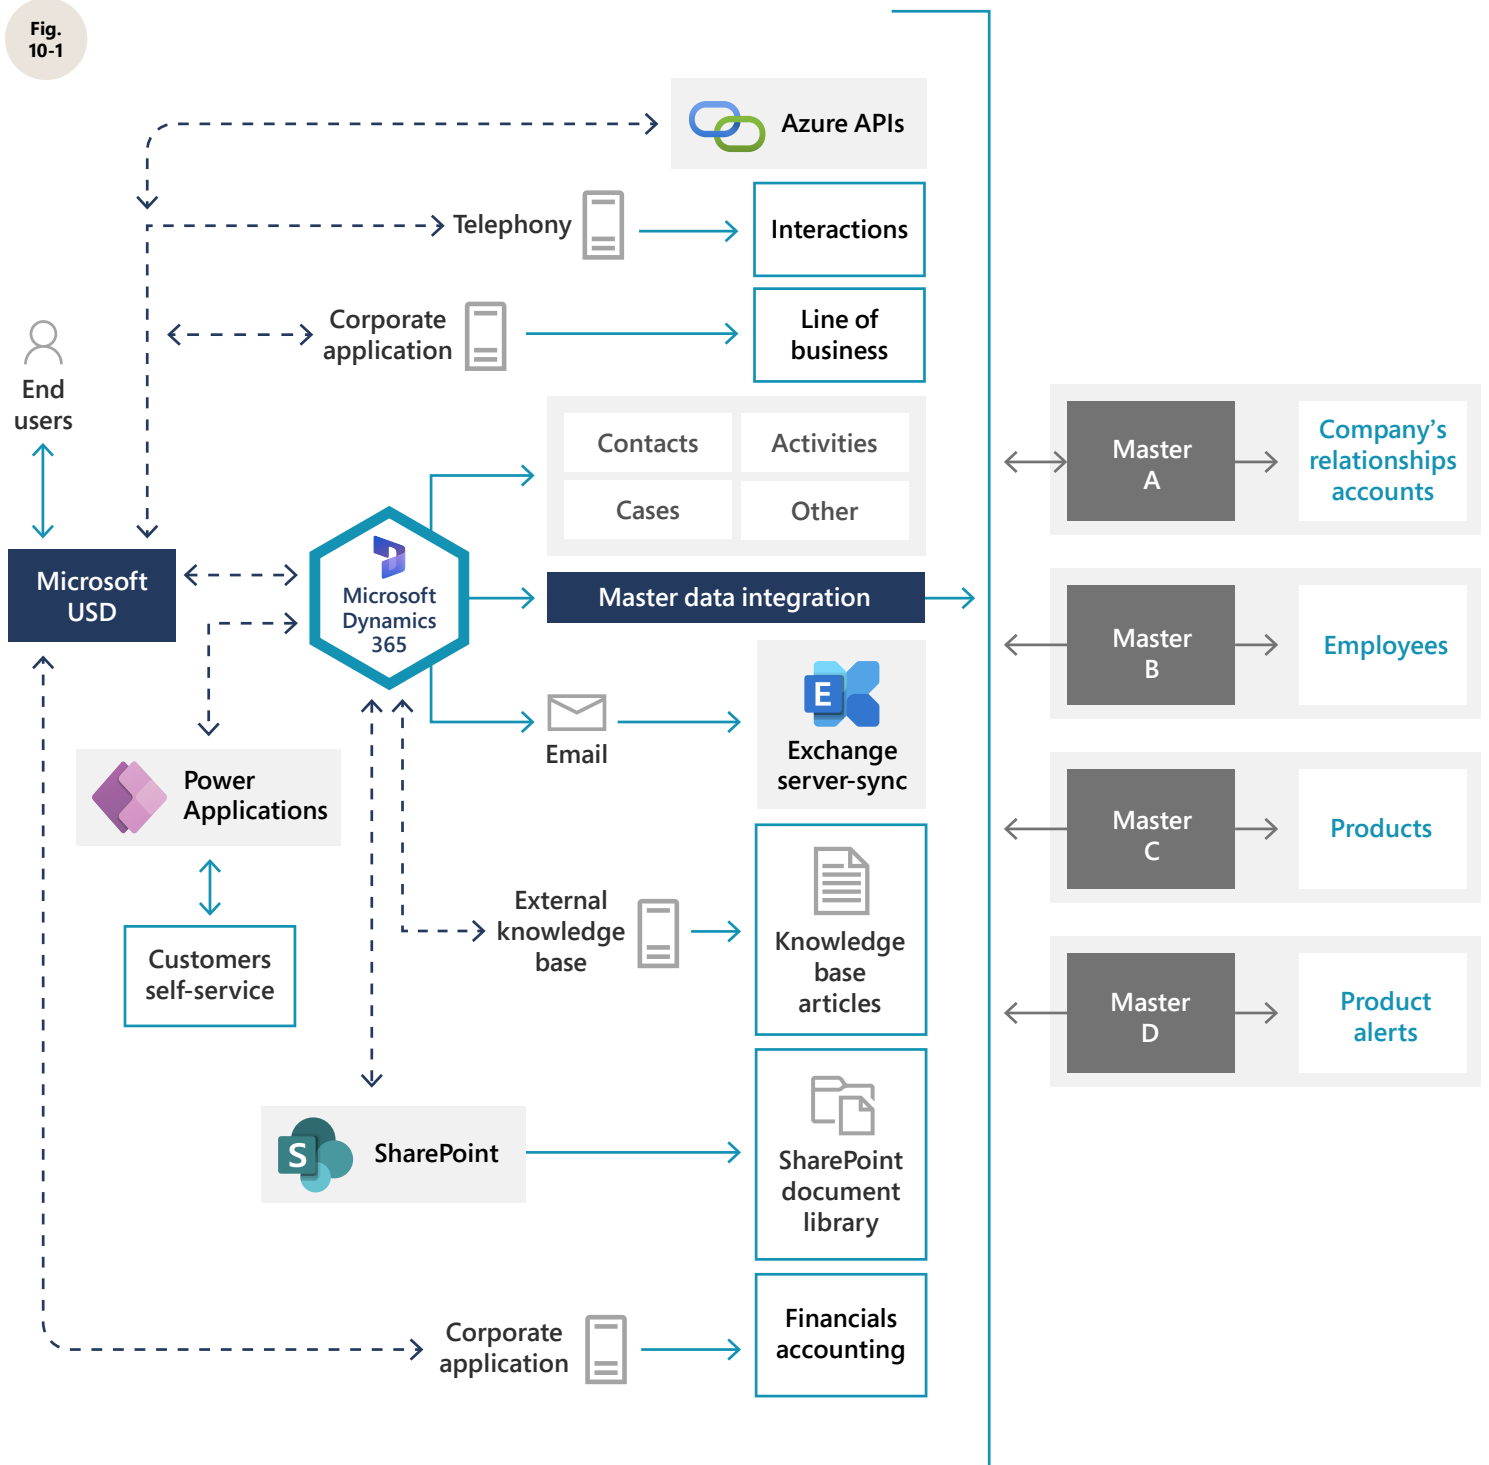 Fig.
10-1
Azure APIs
Telephony
Interactions
Corporate
application
Line of
business
End
users
Contacts
Activities
Cases
Other
Microsoft
USD
Microsoft
Dynamics
365
Master data integration
Email
E
Exchange
server-sync
Power
Applications
Customers
self-service
External
knowledge
base
Knowledge
base
articles
S
SharePoint
SharePoint
document
library
Corporate
application
Financials
accounting
Master
A
Company’s
relationships
accounts
Master
B
Employees
Master
C
Products
Master
D
Product
alerts